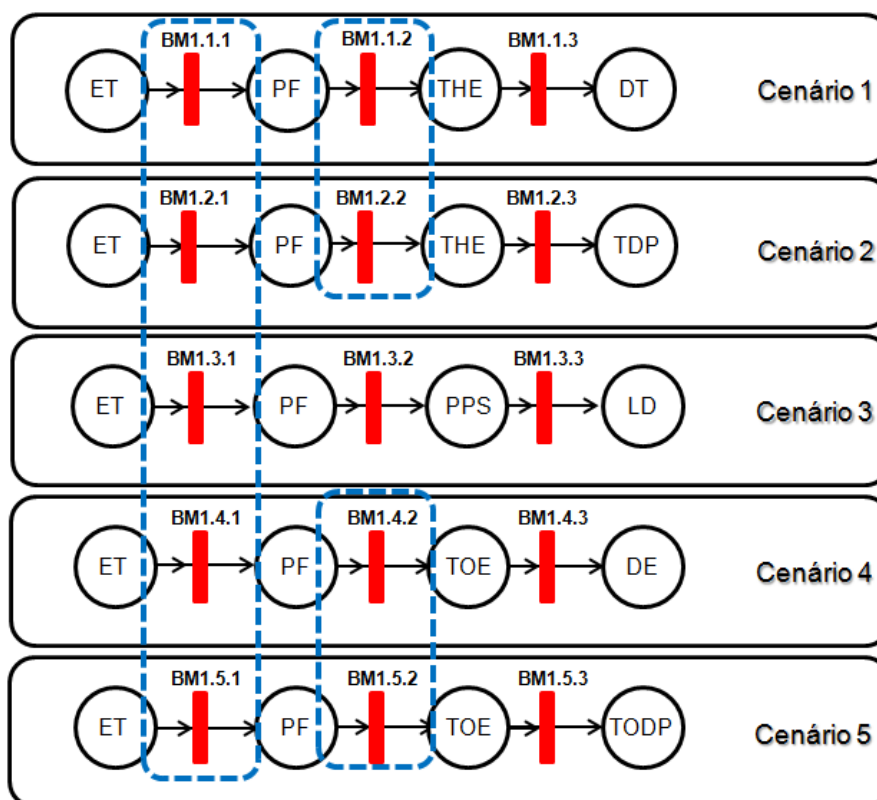 BM1.1.1 BM1.1.2 BM1.1.3
ET PF THE DT Cenário 1
BM1.2.1 BM1.2.2 BM1.2.3
ET PF THE TDP Cenário 2
BM1.3.1 BM1.3.2 BM1.3.3
ET PF PPS LD Cenário 3
BM1.4.1 BM1.4.2 BM1.4.3
ET PF TOE DE Cenário 4
BM1.5.1 BM1.5.2 BM1.5.3
ET PF TOE TODP Cenário 5